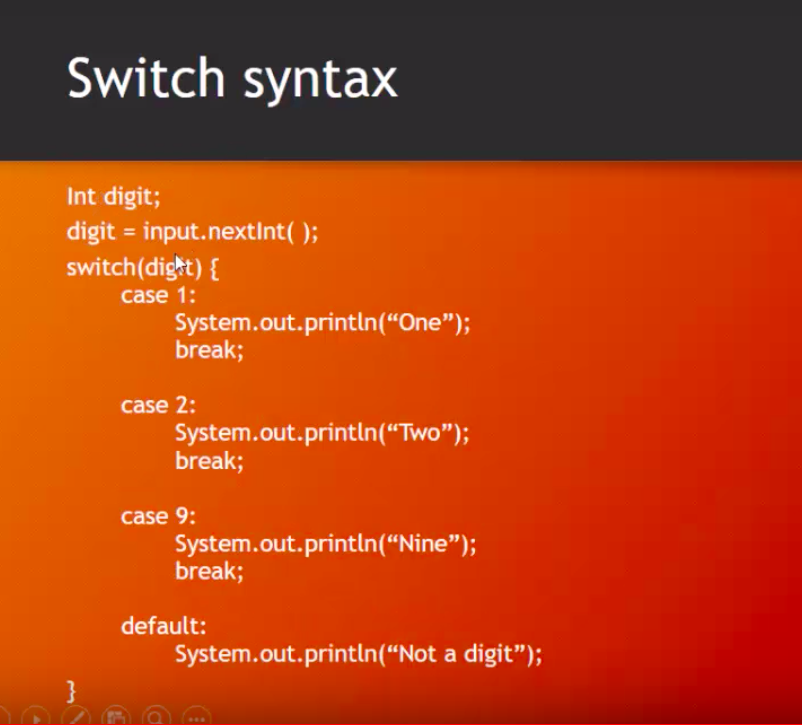 Switch syntax
Int digit;
digit = input.nextInt( );
switch(digit) {
case 1:
System.out.println(“One”);
break;
case 2:
System.out.println(“Two”);
break;
case 9:
System.out.println(“Nine”);
break;
default:
System.out.println(“Not a digit”);
}